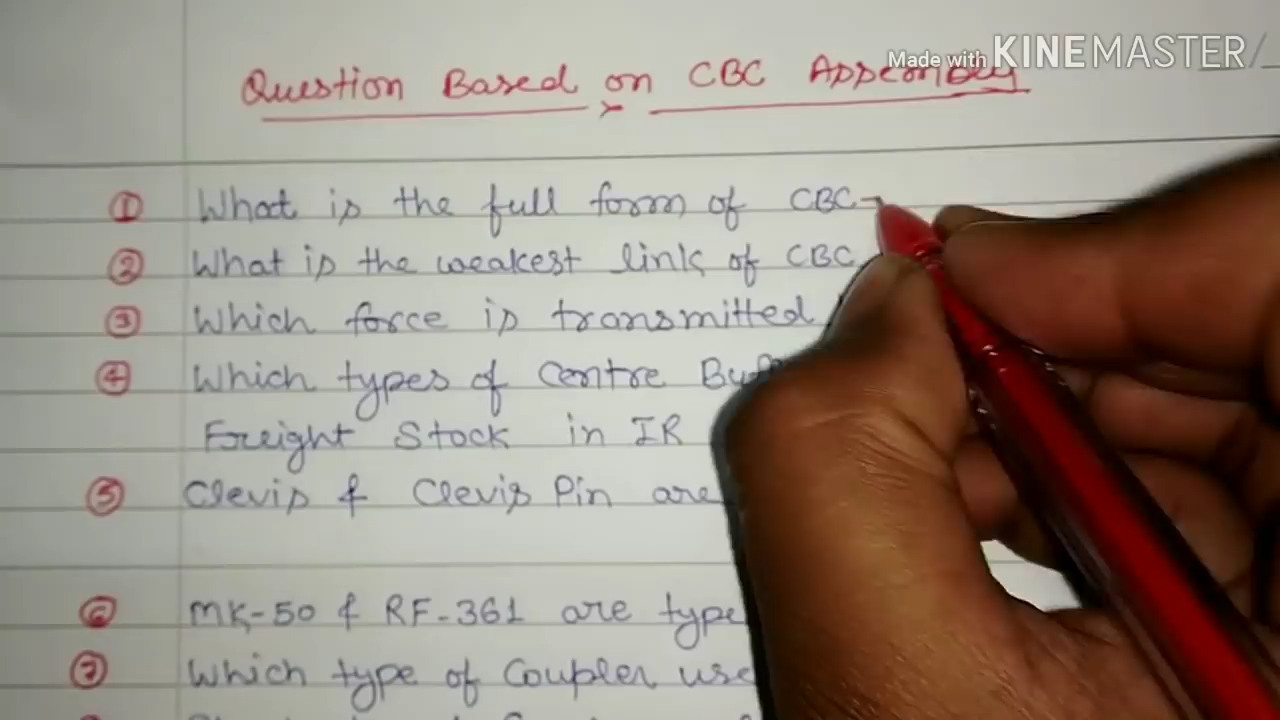 Made with KINEMASTER
Question Based on CBC Assembly
① What is the full form of CBC-
② What is the weakest link of CBC
③ Which force is transmitted
④ Which types of Centre
Freight Stock in IR
⑤ Clevis & Clevis Pin are
⑥ MK-50 & RF-361 are type
⑦ Which type of Coupler use